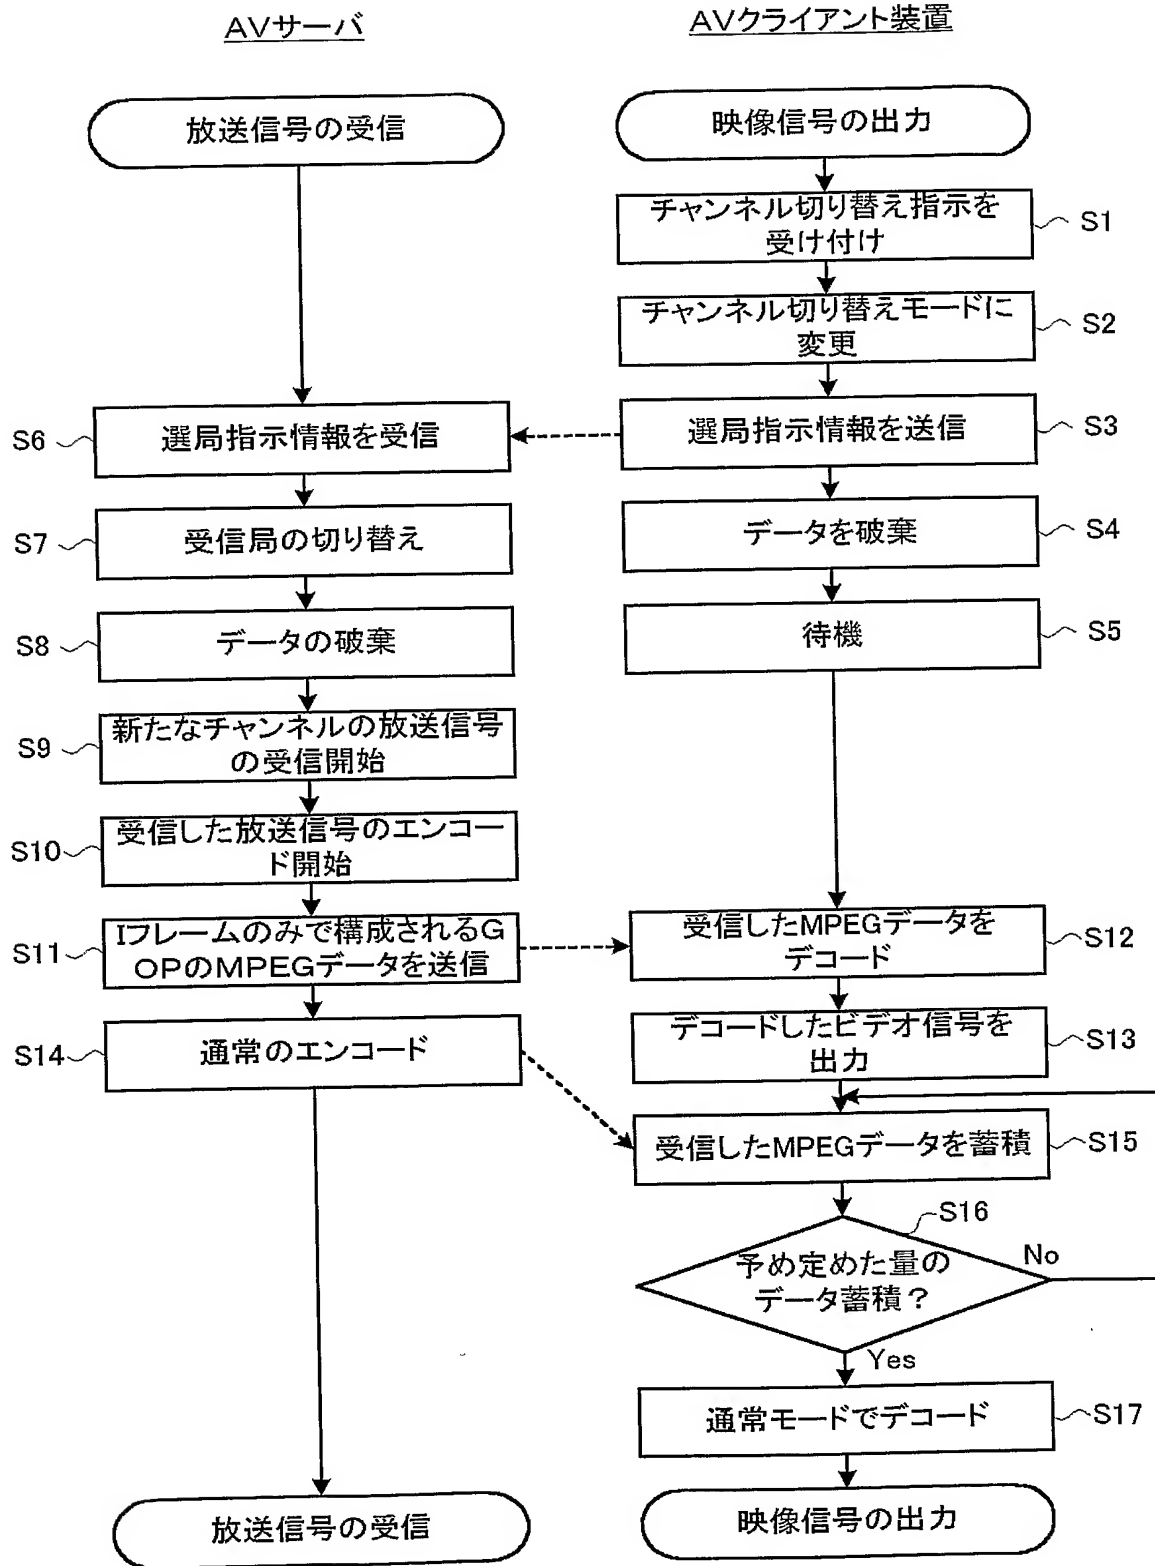 AVサーバ
AVクライアント装置
放送信号の受信
映像信号の出力
チャンネル切り替え指示を
受け付け
S1
チャンネル切り替えモードに
変更
S2
選局指示情報を受信
S6
選局指示情報を送信
S3
受信局の切り替え
S7
データを破棄
S4
データの破棄
S8
待機
S5
新たなチャンネルの放送信号
の受信開始
S9
受信した放送信号のエンコー
ド開始
S10
Iフレームのみで構成されるG
OPのMPEGデータを送信
S11
受信したMPEGデータを
デコード
S12
デコードしたビデオ信号を
出力
S13
通常のエンコード
S14
受信したMPEGデータを蓄積
S15
S16
予め定めた量の
データ蓄積？
No
Yes
通常モードでデコード
S17
放送信号の受信
映像信号の出力